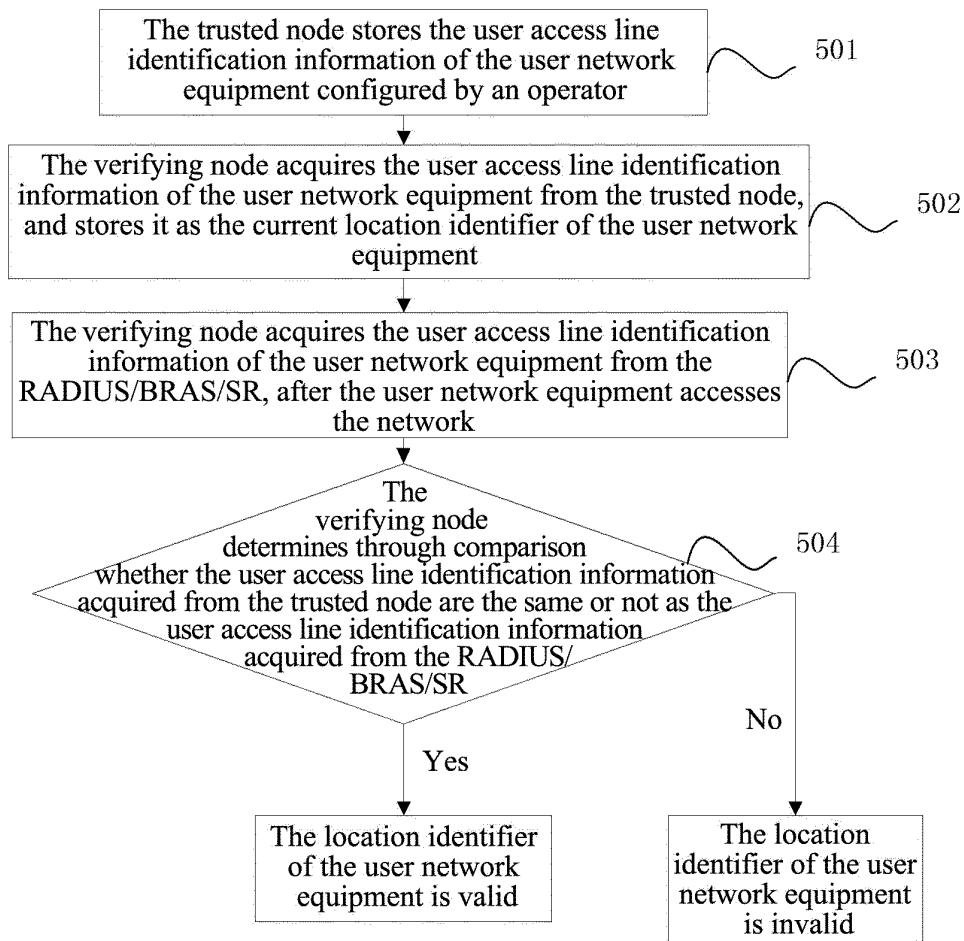 The trusted node stores the user access line
identification information of the user network
equipment configured by an operator
501
The verifying node acquires the user access line identification
information of the user network equipment from the trusted node,
and stores it as the current location identifier of the user network
equipment
502
The verifying node acquires the user access line identification
information of the user network equipment from the
RADIUS/BRAS/SR, after the user network equipment accesses
the network
503
The
verifying node
determines through comparison
whether the user access line identification information
acquired from the trusted node are the same or not as the
user access line identification information
acquired from the RADIUS/
BRAS/SR
504
No
Yes
The location identifier
of the user network
equipment is valid
The location
identifier of the user
network equipment
is invalid